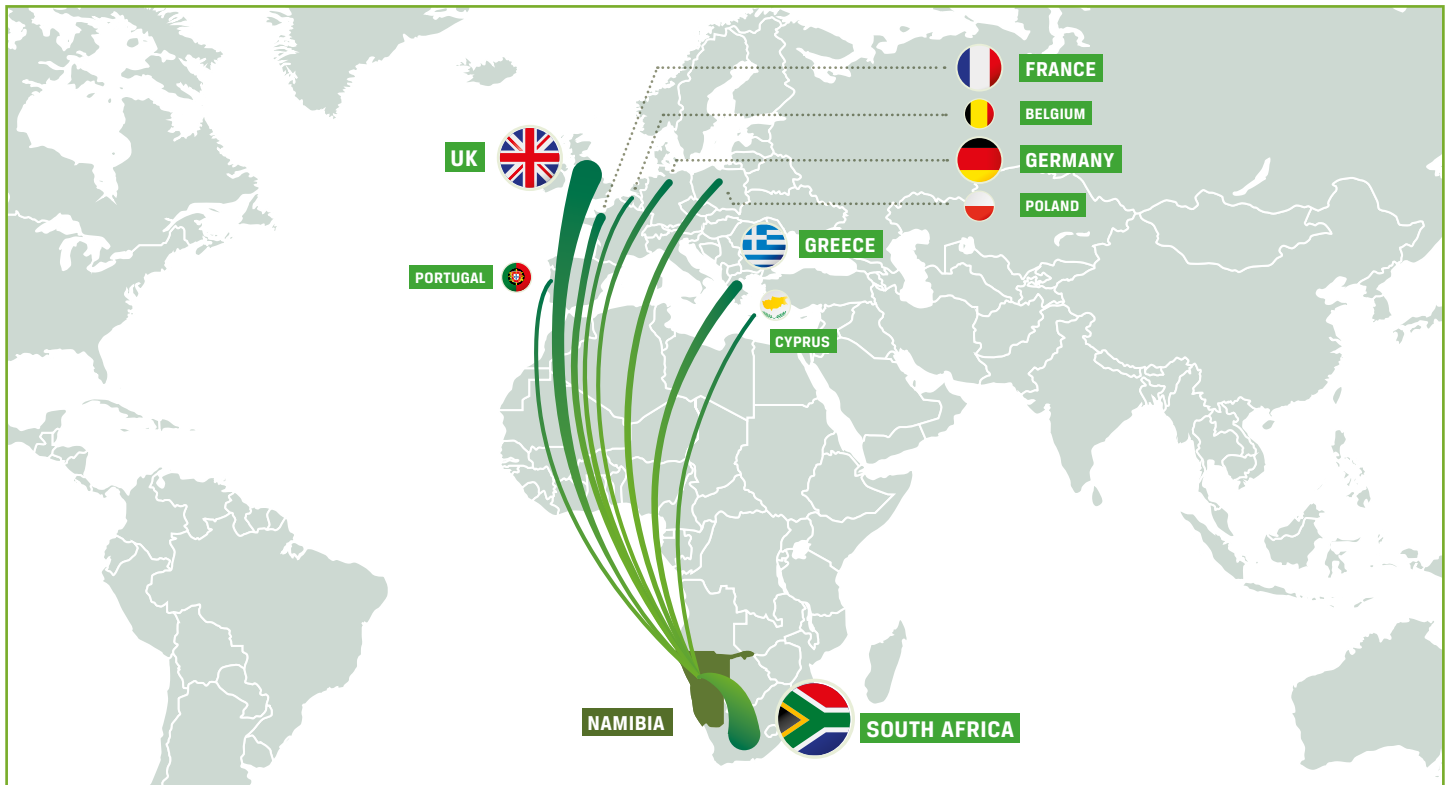 FRANCE
BELGIUM
UK
GERMANY
POLAND
GREECE
PORTUGAL
CYPRUS
NAMIBIA
SOUTH AFRICA